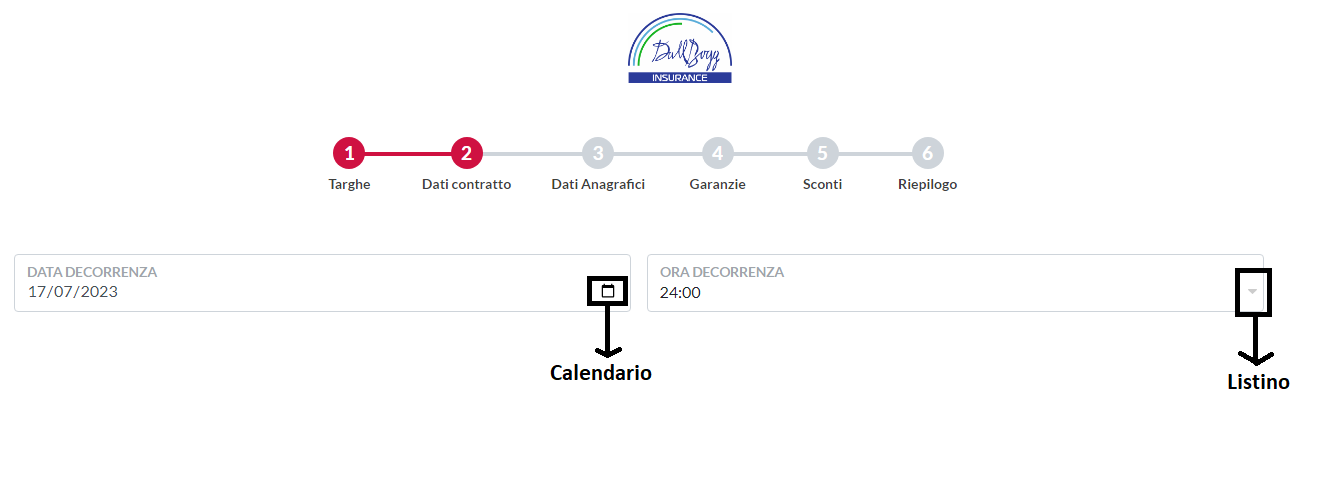 DullBoyz
INSURANCE
1 2 3 4 5 6
Targhe Dati contratto Dati Anagrafici Garanzie Sconti Riepilogo
DATA DECORRENZA ORA DECORRENZA
17/07/2023 24:00
Calendario
Listino